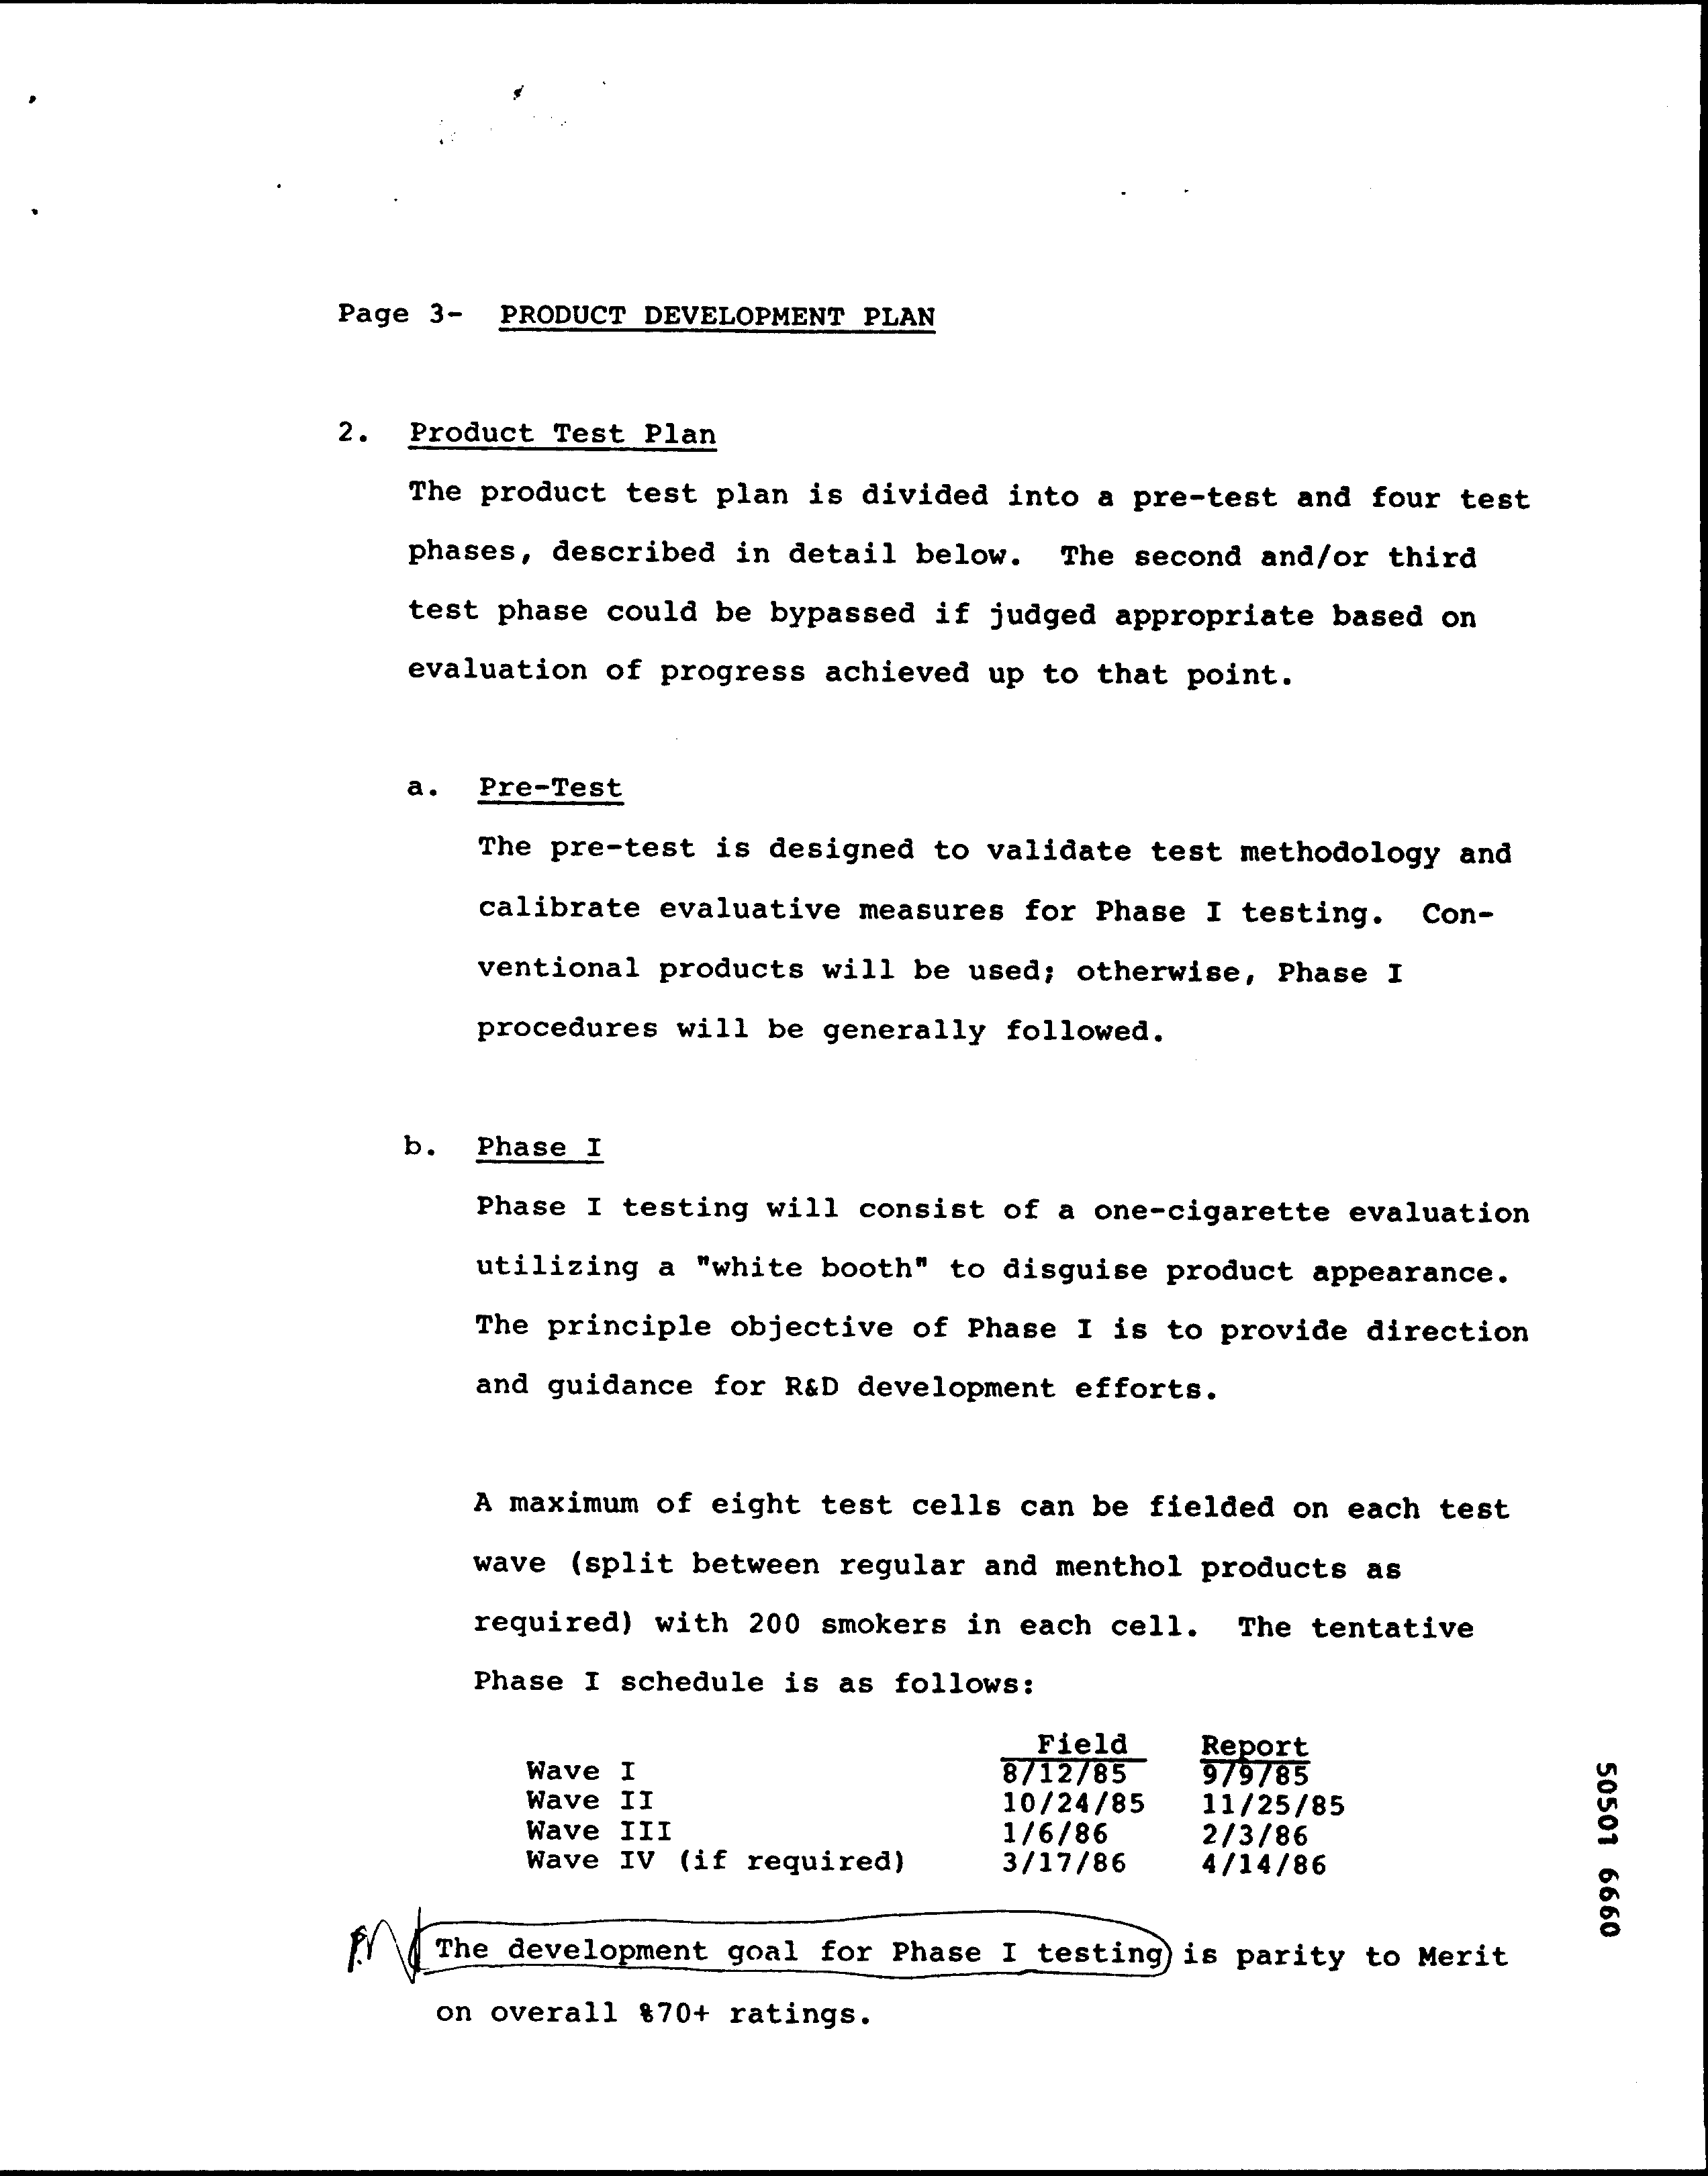 Page 3- PRODUCT DEVELOPMENT PLAN
2. Product Test Plan
The product test plan is divided into a pre-test and four test
phases, described in detail below. The second and/or third
test phase could be bypassed if judged appropriate based on
evaluation of progress achieved up to that point.
a. Pre-Test
The pre-test is designed to validate test methodology and
calibrate evaluative measures for Phase I testing. Con-
ventional products will be used; otherwise, Phase I
procedures will be generally followed.
b. Phase I
Phase I testing will consist of a one-cigarette evaluation
utilizing a "white booth" to disguise product appearance.
The principle objective of Phase I is to provide direction
and guidance for R&D development efforts.
A maximum of eight test cells can be fielded on each test
wave (split between regular and menthol products as
required) with 200 smokers in each cell. The tentative
Phase I schedule is as follows:
Field Report
Wave I 8/12/85 9/9/85
Wave II 10/24/85 11/25/85
Wave III 1/6/86 2/3/86
Wave IV (if required) 3/17/86 4/14/86
The development goal for Phase I testing is parity to Merit
on overall %70+ ratings.
50501 6660